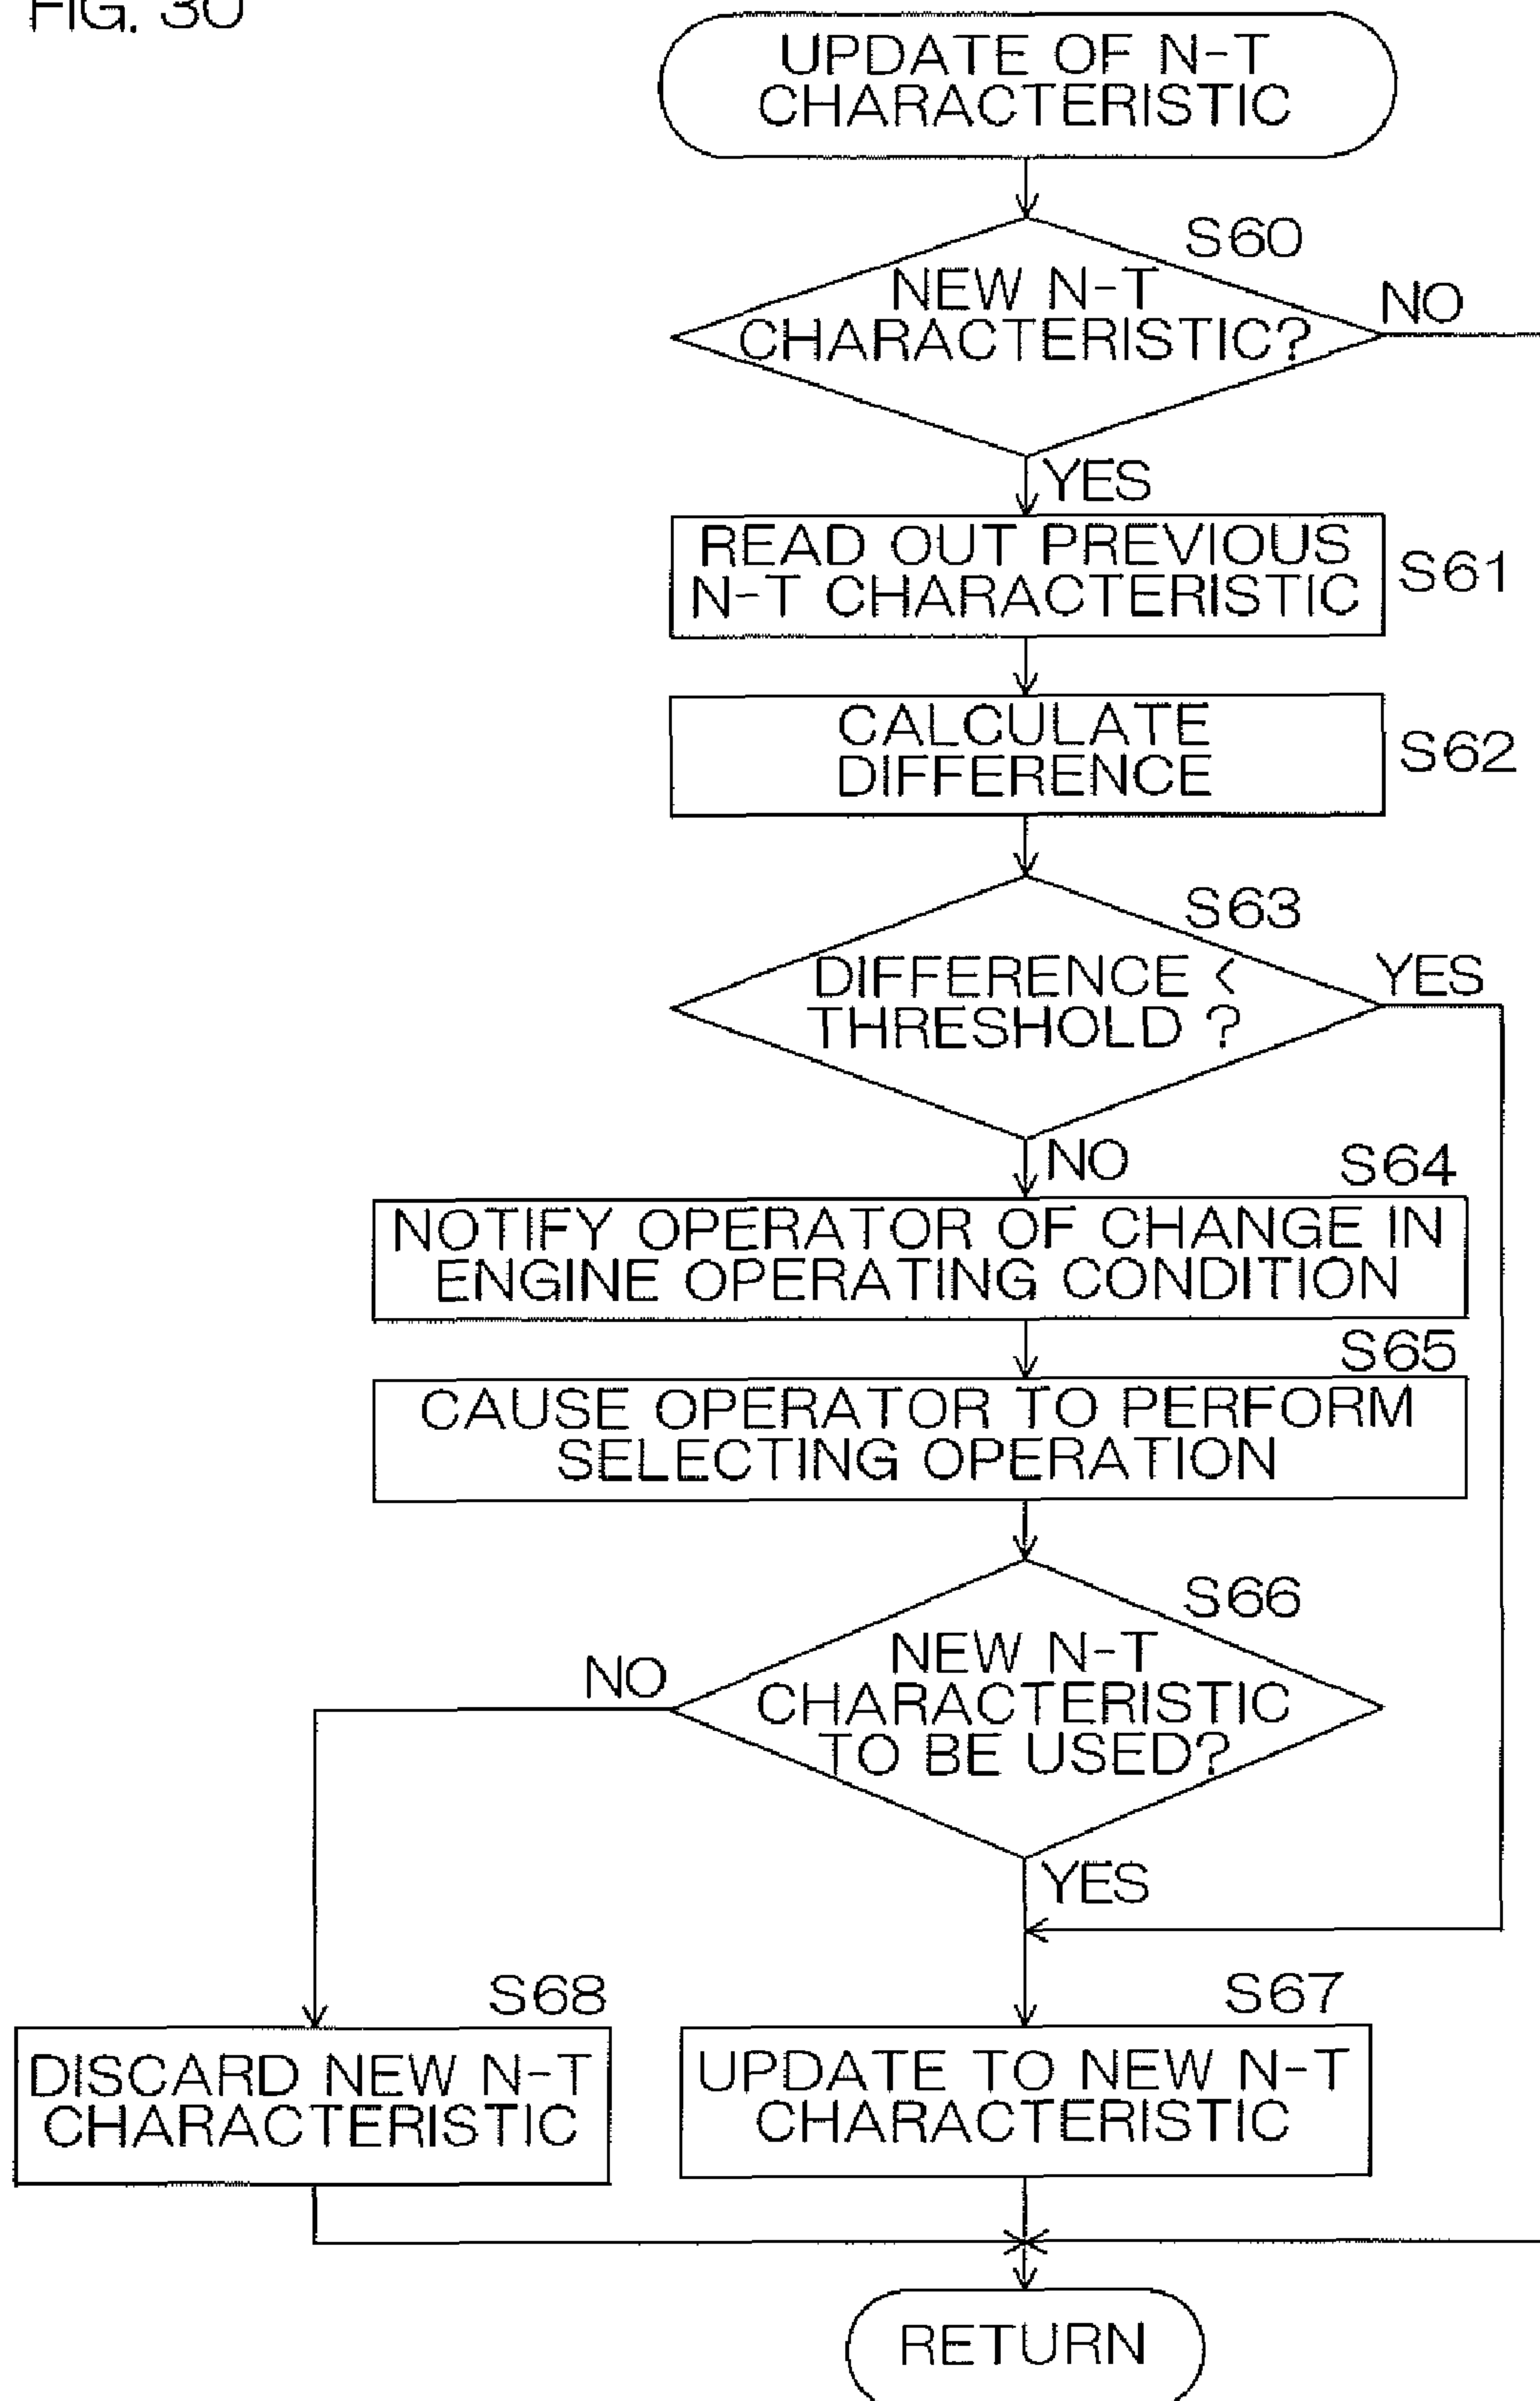 FIG. 30
UPDATE OF N-T
CHARACTERISTIC
S60
NEW N-T
CHARACTERISTIC?
NO
YES
READ OUT PREVIOUS
N-T CHARACTERISTIC
S61
CALCULATE
DIFFERENCE
S62
S63
DIFFERENCE <
THRESHOLD ?
YES
NO
S64
NOTIFY OPERATOR OF CHANGE IN
ENGINE OPERATING CONDITION
S65
CAUSE OPERATOR TO PERFORM
SELECTING OPERATION
S66
NEW N-T
CHARACTERISTIC
TO BE USED?
NO
YES
S68
DISCARD NEW N-T
CHARACTERISTIC
S67
UPDATE TO NEW N-T
CHARACTERISTIC
RETURN